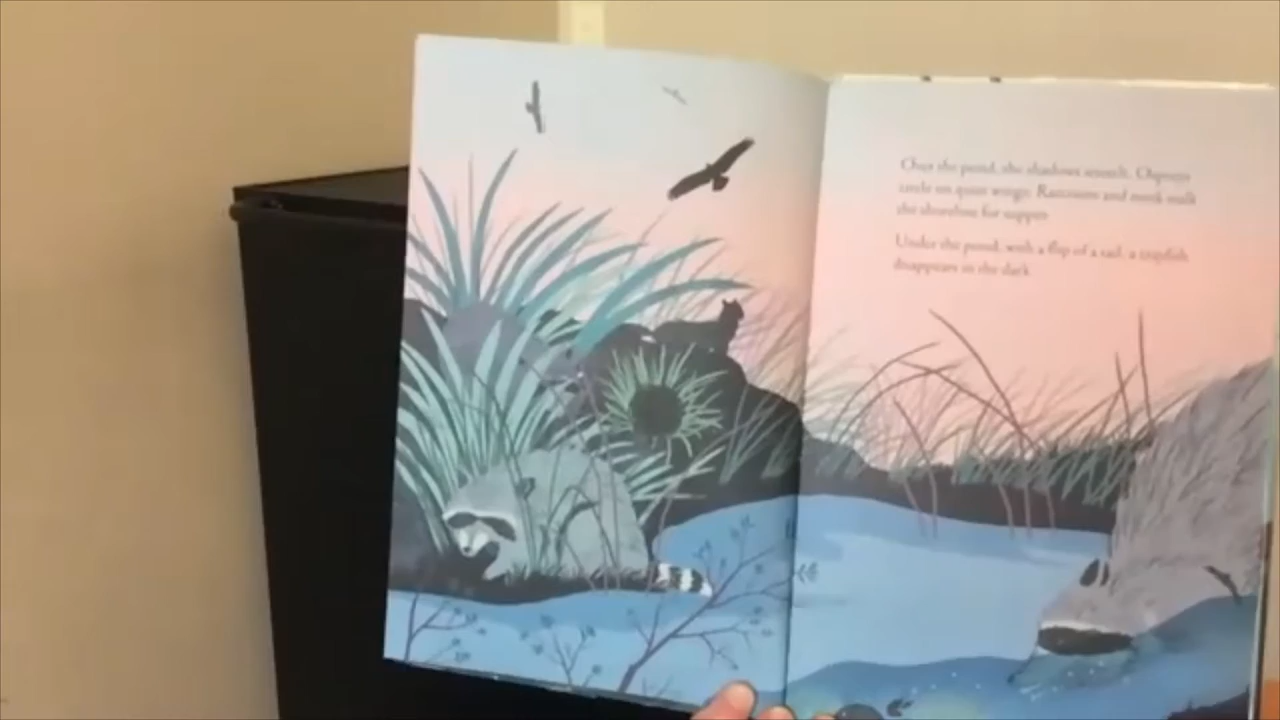 Over the pond, the shadows stretch. Ospreys
circle on quiet wings. Raccoons and mink stalk
the shoreline for supper.
Under the pond, with a flip of a tail, a crayfish
disappears in the dark.